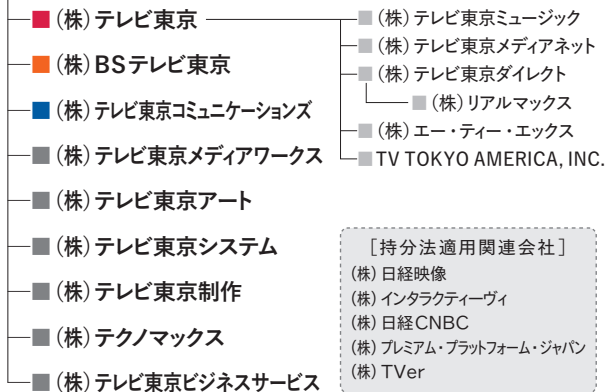 (株)テレビ東京
(株)BSテレビ東京
(株)テレビ東京コミュニケーションズ
(株)テレビ東京メディアワークス
(株)テレビ東京アート
(株)テレビ東京システム
(株)テレビ東京制作
(株)テクノマックス
(株)テレビ東京ビジネスサービス
(株)テレビ東京ミュージック
(株)テレビ東京メディアネット
(株)テレビ東京ダイレクト
(株)リアルマックス
(株)エー・ティー・エックス
TV TOKYO AMERICA, INC.
[持分法適用関連会社]
(株)日経映像
(株)インタラクティーヴィ
(株)日経CNBC
(株)プレミアム・プラットフォーム・ジャパン
(株)TVer